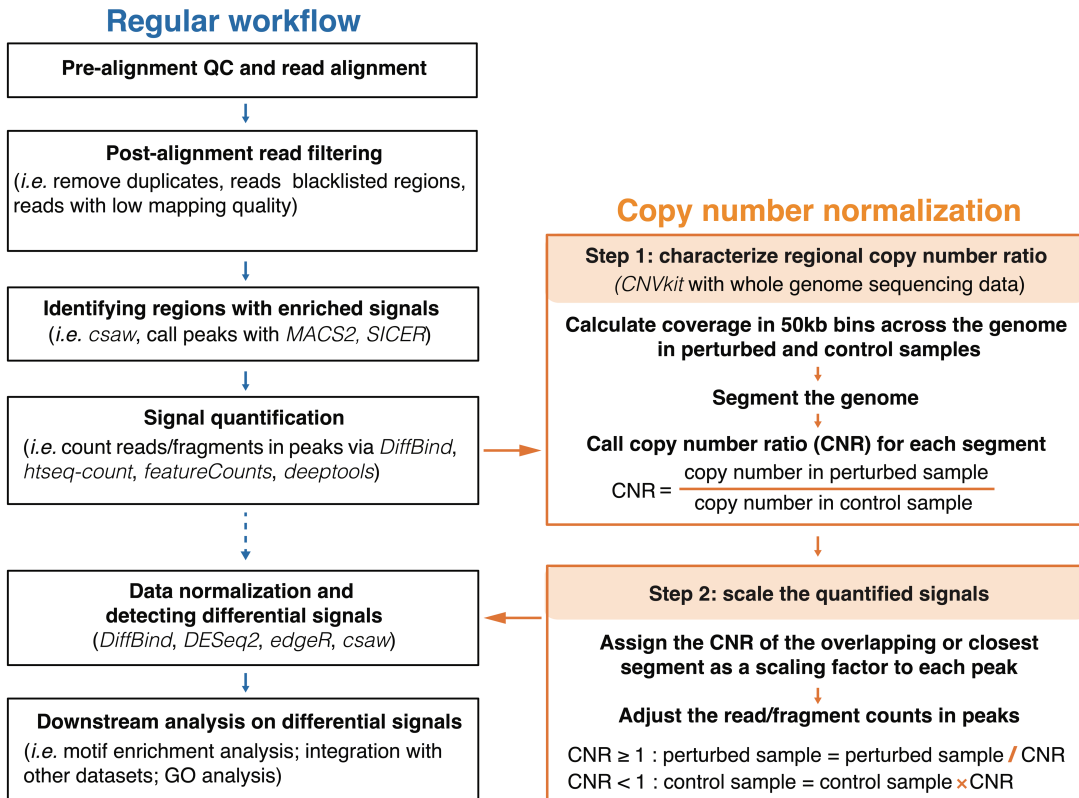 Regular workflow
Pre-alignment QC and read alignment
Post-alignment read filtering
(i.e. remove duplicates, reads  blacklisted regions,
reads with low mapping quality)
Identifying regions with enriched signals
(i.e. csaw, call peaks with MACS2, SICER)
Signal quantification
(i.e. count reads/fragments in peaks via DiffBind,
htseq-count, featureCounts, deeptools)
Data normalization and
detecting differential signals
(DiffBind, DESeq2, edgeR, csaw)
Downstream analysis on differential signals
(i.e. motif enrichment analysis; integration with
other datasets; GO analysis)
Copy number normalization
Step 1: characterize regional copy number ratio
(CNVkit with whole genome sequencing data)
Calculate coverage in 50kb bins across the genome
in perturbed and control samples
Segment the genome
Call copy number ratio (CNR) for each segment
copy number in perturbed sample
CNR =
copy number in control sample
Step 2: scale the quantified signals
Assign the CNR of the overlapping or closest
segment as a scaling factor to each peak
Adjust the read/fragment counts in peaks
CNR ≥ 1 : perturbed sample = perturbed sample / CNR
CNR < 1 : control sample = control sample ×CNR